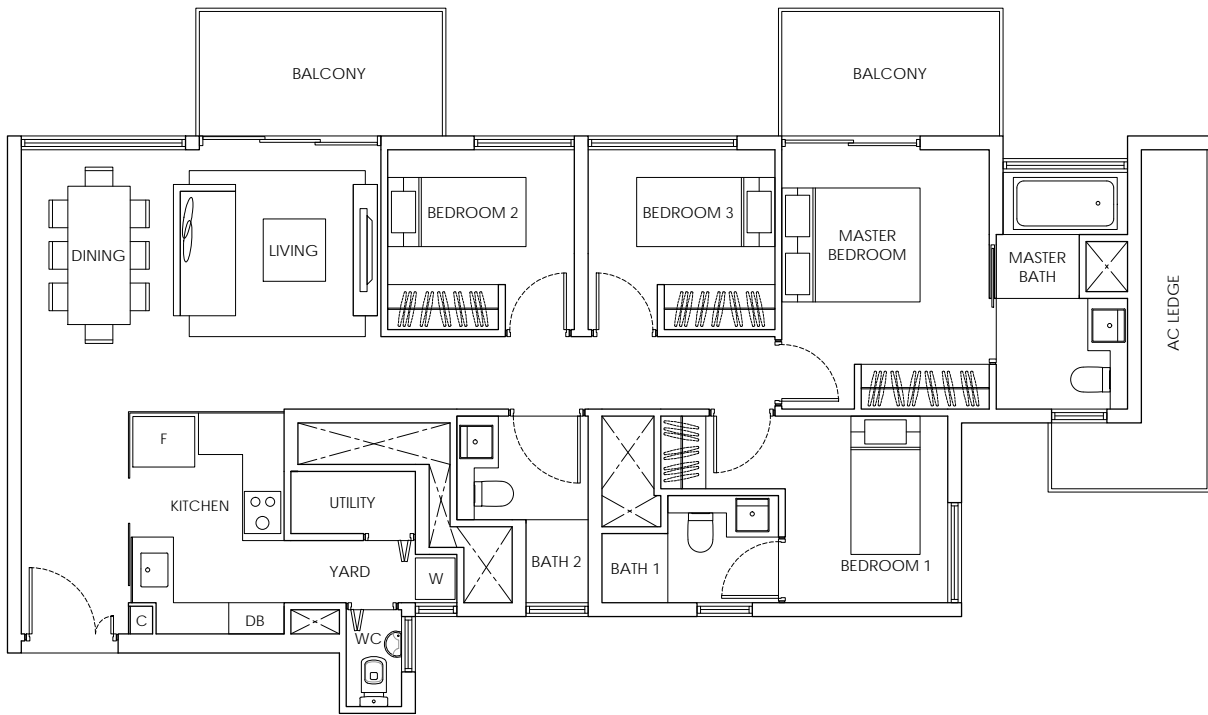 BALCONY
BALCONY
BEDROOM 2
BEDROOM 3
MASTER
BEDROOM
DINING
LIVING
MASTER
BATH
AC LEDGE
F
KITCHEN
UTILITY
YARD
W
BATH 2
BATH 1
BEDROOM 1
C
DB
WC